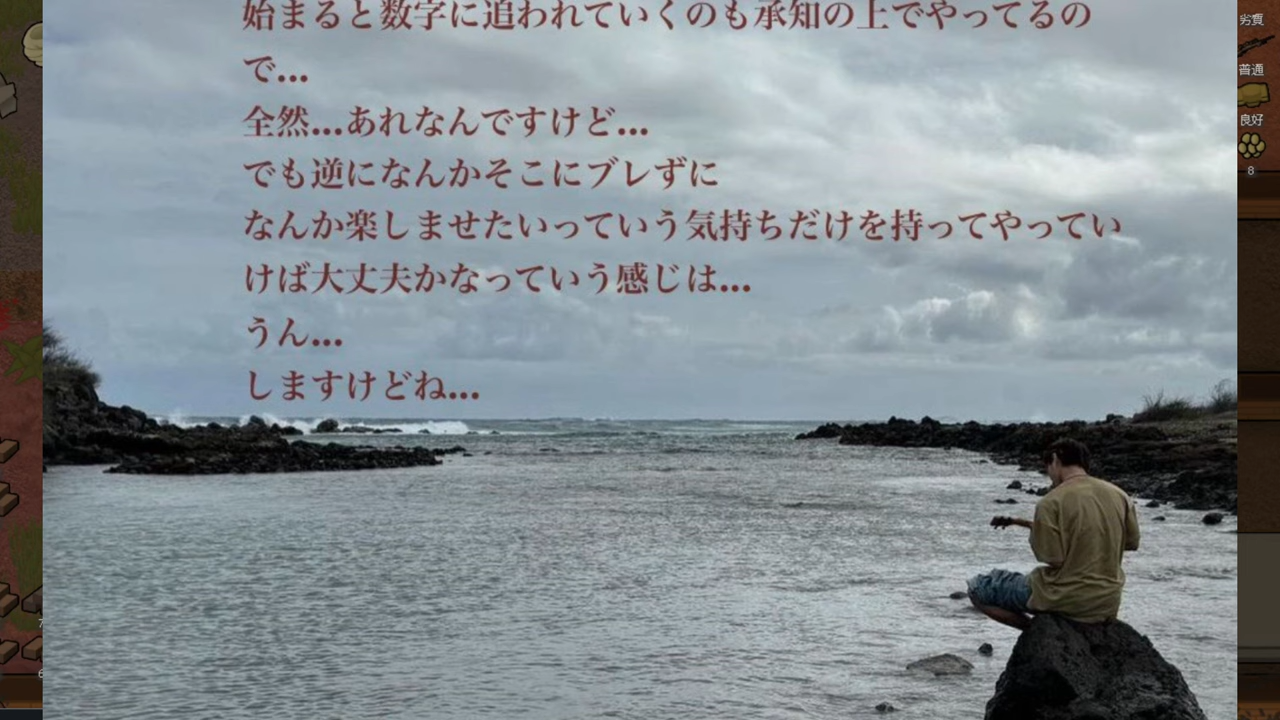 始まると数字に追われていくのも承知の上でやってるの
で…
全然…あれなんですけど…
でも逆になんかそこにブレずに
なんか楽しませたいっていう気持ちだけを持ってやってい
けば大丈夫かなっていう感じは…
うん…
しますけどね…
劣質
普通
良好
8
7
6